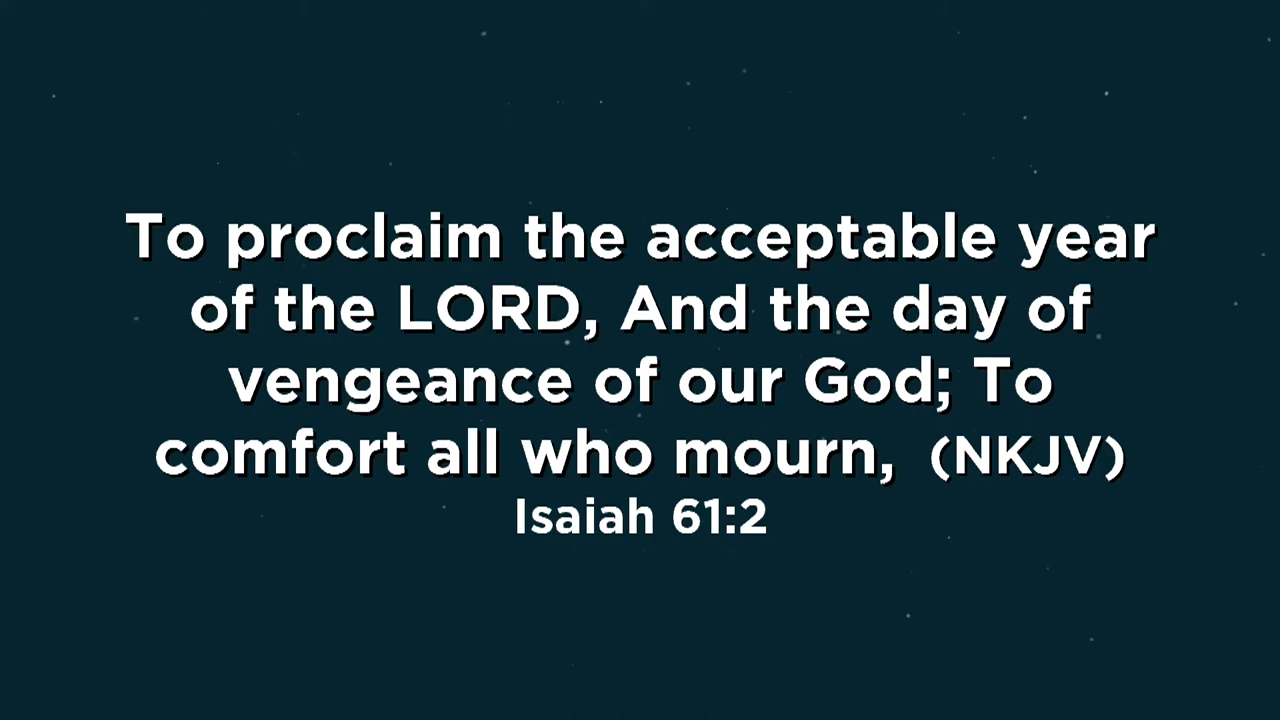 To proclaim the acceptable year
of the LORD, And the day of
vengeance of our God; To
comfort all who mourn, (NKJV)
Isaiah 61:2